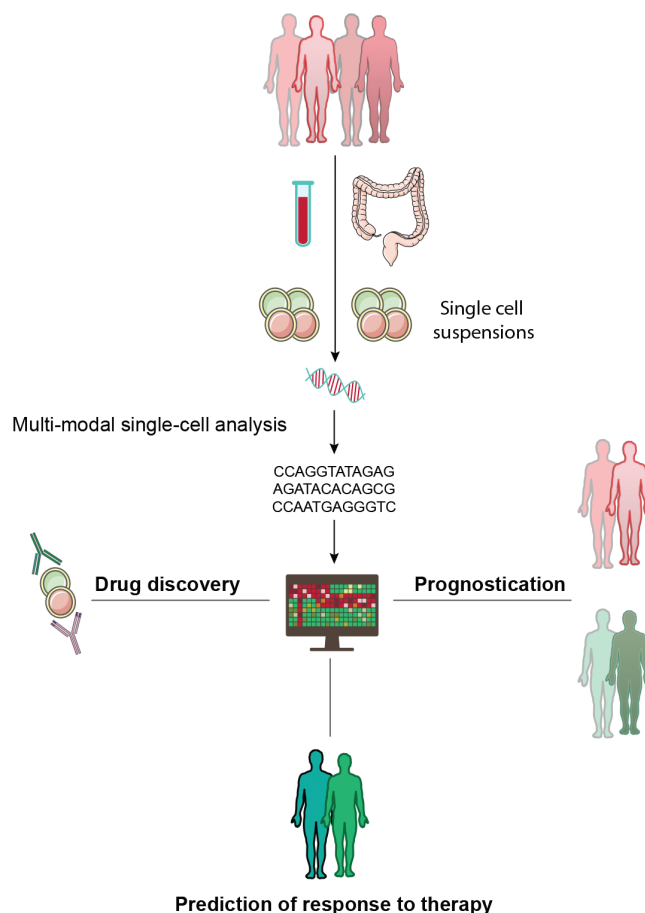 Single cell
suspensions
Multi-modal single-cell analysis
CCAGGTATAGAG
AGATACACAGCG
CCAATGAGGGTC
Drug discovery
Prognostication
Prediction of response to therapy